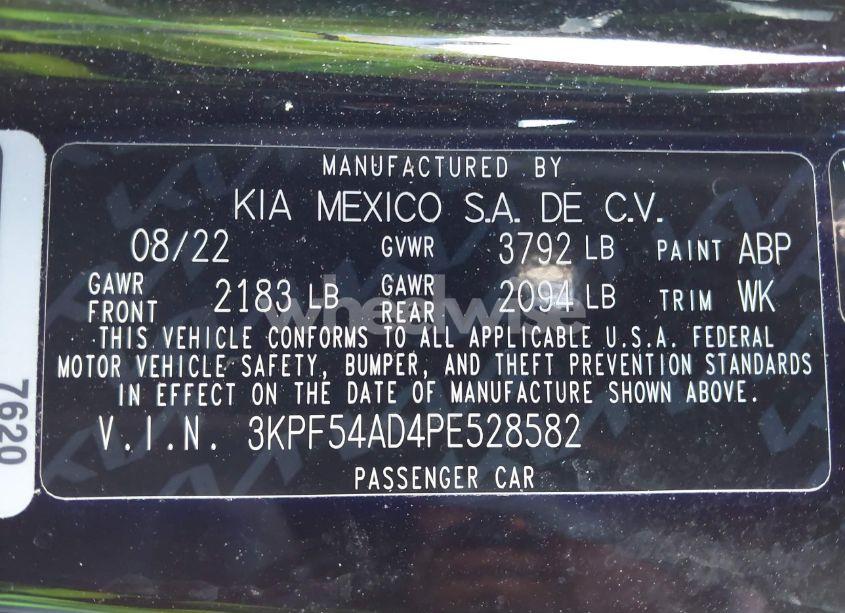 MANUFACTURED BY
KIA MEXICO S.A. DE C.V.
08/22 GVWR 3792 LB PAINT ABP
GAWR FRONT 2183 LB GAWR REAR 2094 LB TRIM WK
THIS VEHICLE CONFORMS TO ALL APPLICABLE U.S.A. FEDERAL
MOTOR VEHICLE SAFETY, BUMPER, AND THEFT PREVENTION STANDARDS
IN EFFECT ON THE DATE OF MANUFACTURE SHOWN ABOVE.
V.I.N. 3KPF54AD4PE528582
PASSENGER CAR
7620
wheelwise